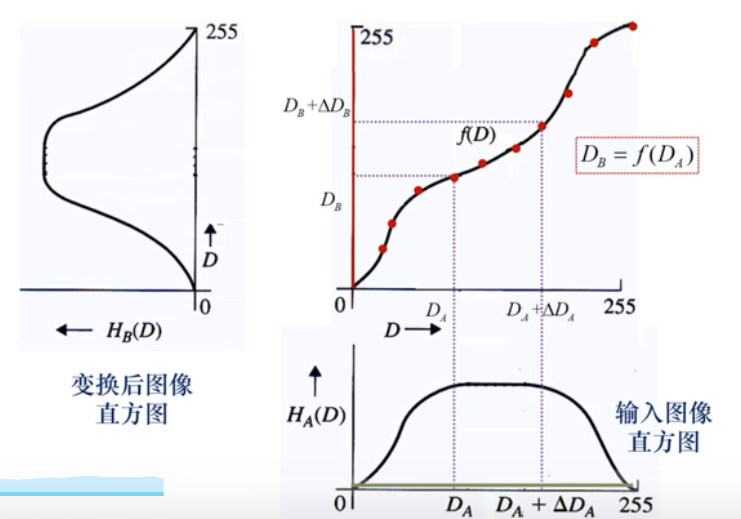 255
D
0
← H_B(D)
变换后图像
直方图
255
D_B+ΔD_B
f(D)
D_B = f(D_A)
D_B
0
D_A
D_A+ΔD_A
255
D→
H_A(D)
输入图像
直方图
0
D_A
D_A + ΔD_A
255